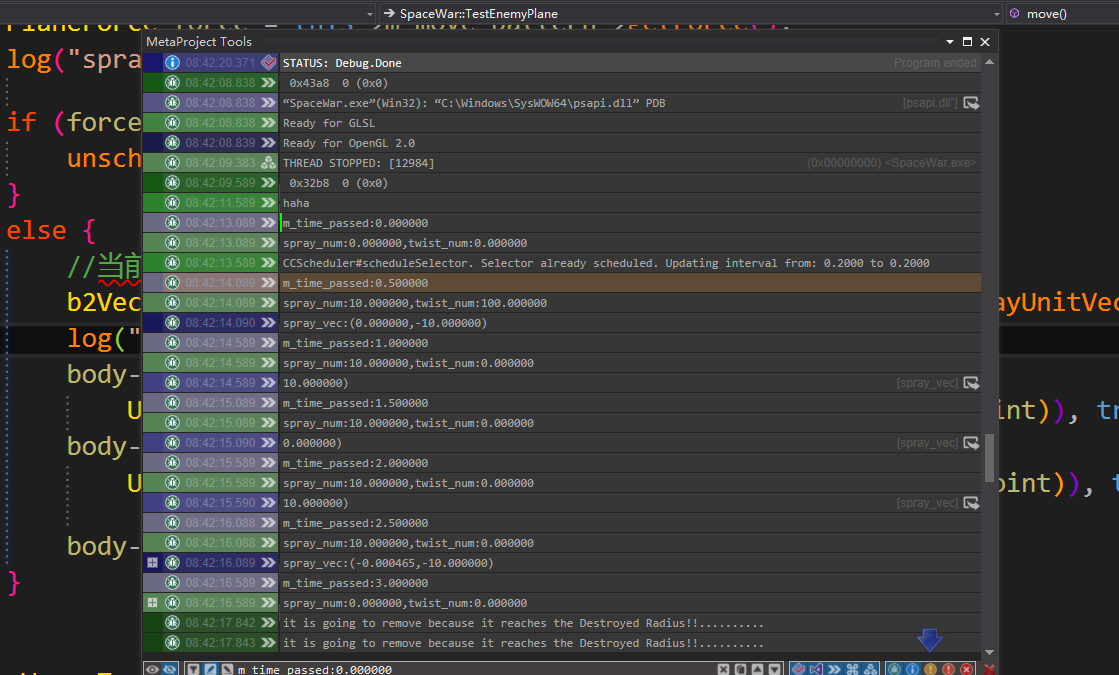 SpaceWar::TestEnemyPlane
move()
MetaProject Tools
log("spra
08:42:20.371 STATUS: Debug.Done Program ended
08:42:08.838 0x43a8 0 (0x0)
08:42:08.838 “SpaceWar.exe”(Win32): “C:\Windows\SysWOW64\psapi.dll” PDB [psapi.dll"]
if (force
08:42:08.838 Ready for GLSL
08:42:08.839 Ready for OpenGL 2.0
unsch
08:42:09.383 THREAD STOPPED: [12984] (0x00000000) <SpaceWar.exe>
08:42:09.589 0x32b8 0 (0x0)
}
08:42:11.589 haha
else {
08:42:13.089 m_time_passed:0.000000
08:42:13.089 spray_num:0.000000,twist_num:0.000000
//当前
08:42:13.589 CCScheduler#scheduleSelector. Selector already scheduled. Updating interval from: 0.2000 to 0.2000
08:42:14.089 m_time_passed:0.500000
b2Vec
08:42:14.089 spray_num:10.000000,twist_num:100.000000
ayUnitVec
08:42:14.090 spray_vec:(0.000000,-10.000000)
log("
08:42:14.589 m_time_passed:1.000000
08:42:14.589 spray_num:10.000000,twist_num:0.000000
body-
08:42:14.589 10.000000) [spray_vec]
08:42:15.089 m_time_passed:1.500000
U
int)), tr
08:42:15.089 spray_num:10.000000,twist_num:0.000000
body-
08:42:15.090 0.000000) [spray_vec]
08:42:15.589 m_time_passed:2.000000
08:42:15.589 spray_num:10.000000,twist_num:0.000000
U
oint)), t
08:42:15.590 10.000000) [spray_vec]
08:42:16.088 m_time_passed:2.500000
08:42:16.088 spray_num:10.000000,twist_num:0.000000
body-
08:42:16.089 spray_vec:(-0.000465,-10.000000)
08:42:16.589 m_time_passed:3.000000
}
08:42:16.589 spray_num:0.000000,twist_num:0.000000
08:42:17.842 it is going to remove because it reaches the Destroyed Radius!!..........
08:42:17.843 it is going to remove because it reaches the Destroyed Radius!!..........
m_time_passed:0.000000